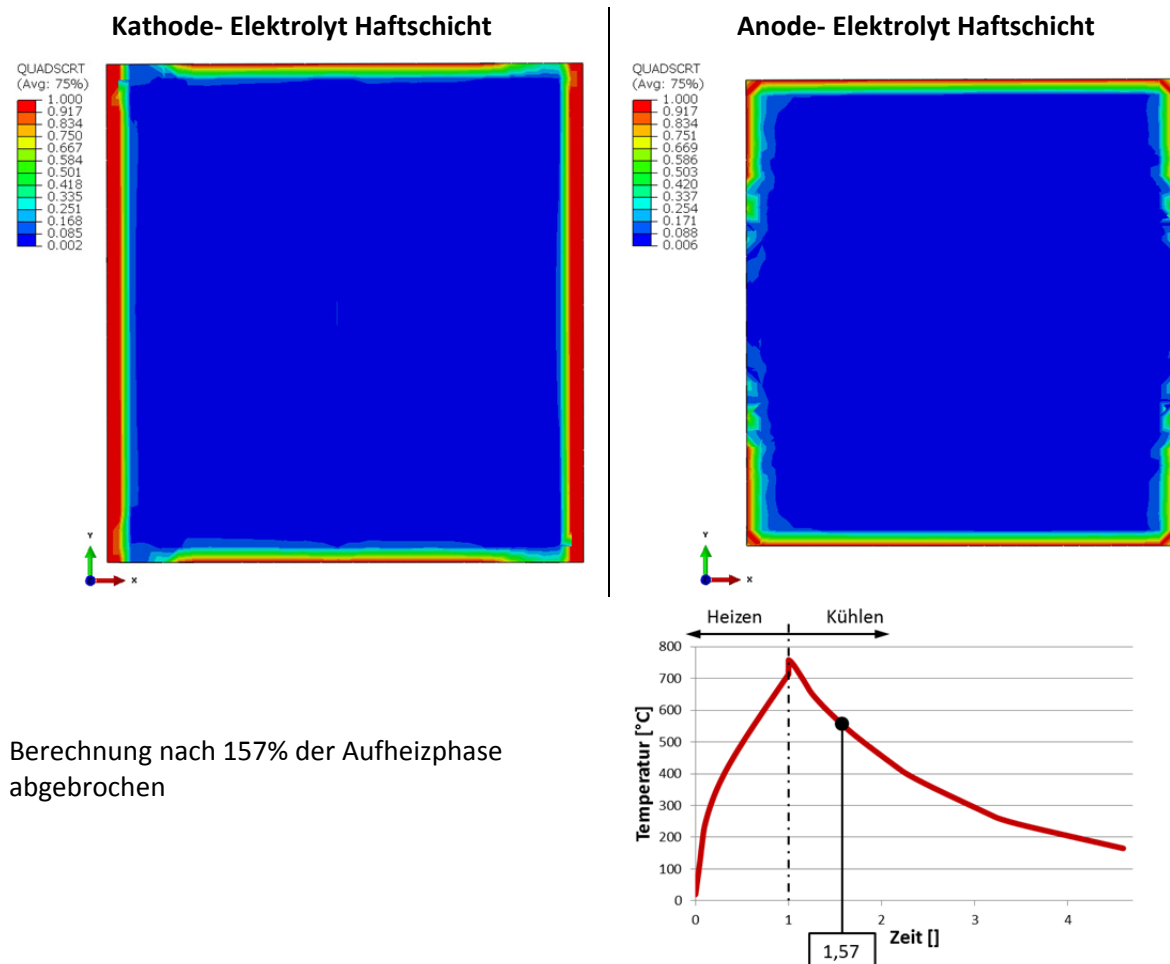 Kathode- Elektrolyt Haftschicht
QUADSCRT
(Avg: 75%)
1.000
0.917
0.834
0.750
0.667
0.584
0.501
0.418
0.335
0.251
0.168
0.085
0.002
Y
X
Anode- Elektrolyt Haftschicht
QUADSCRT
(Avg: 75%)
1.000
0.917
0.834
0.751
0.669
0.586
0.503
0.420
0.337
0.254
0.171
0.088
0.006
Y
X
Berechnung nach 157% der Aufheizphase
abgebrochen
Heizen Kühlen
Temperatur [°C]
800
700
600
500
400
300
200
100
0
0 1 2 3 4
Zeit []
1,57